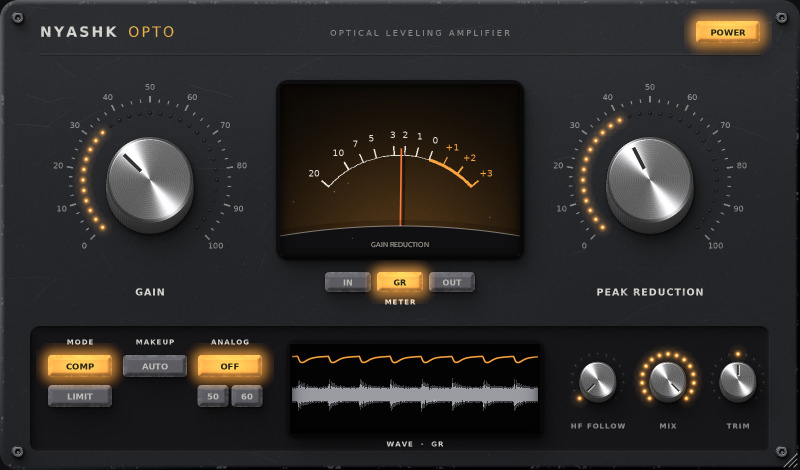 NYASHK OPTO
OPTICAL LEVELING AMPLIFIER
POWER
0 10 20 30 40 50 60 70 80 90 100
GAIN
20 10 7 5 3 2 1 0 +1 +2 +3
GAIN REDUCTION
IN GR OUT
METER
0 10 20 30 40 50 60 70 80 90 100
PEAK REDUCTION
MODE MAKEUP ANALOG
COMP AUTO OFF
LIMIT 50 60
WAVE · GR
HF FOLLOW MIX TRIM